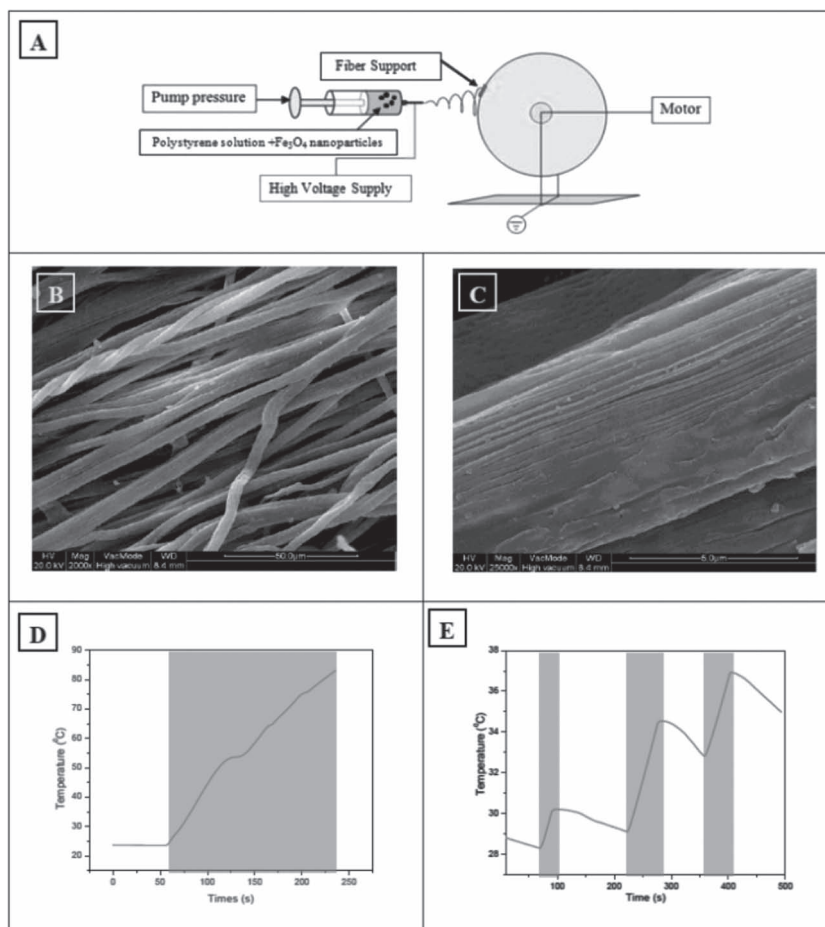 A
Fiber Support
Pump pressure
Motor
Polystyrene solution +Fe3O4 nanoparticles
High Voltage Supply
B
C
HV Mag VacMode WD 50.0µm
20.0 kV 2000x High vacuum 8.4 mm
HV Mag VacMode WD 5.0µm
20.0 kV 25000x High vacuum 8.4 mm
D
90
80
70
60
50
40
30
20
Temperature (⁰C)
0 50 100 150 200 250
Times (s)
E
38
36
34
32
30
28
Temperature (⁰C)
100 200 300 400 500
Time (s)